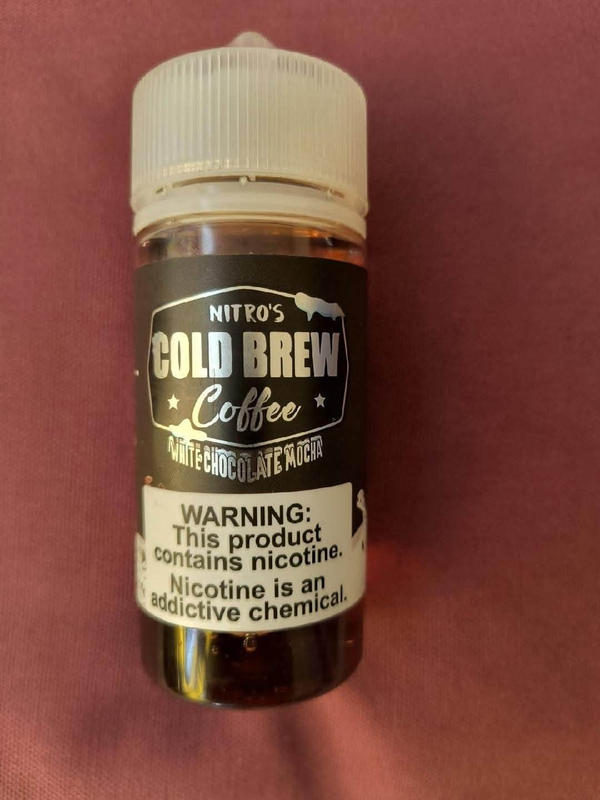 NITRO'S
COLD BREW
Coffee
WHITE CHOCOLATE MOCHA
WARNING:
This product
contains nicotine.
Nicotine is an
addictive chemical.